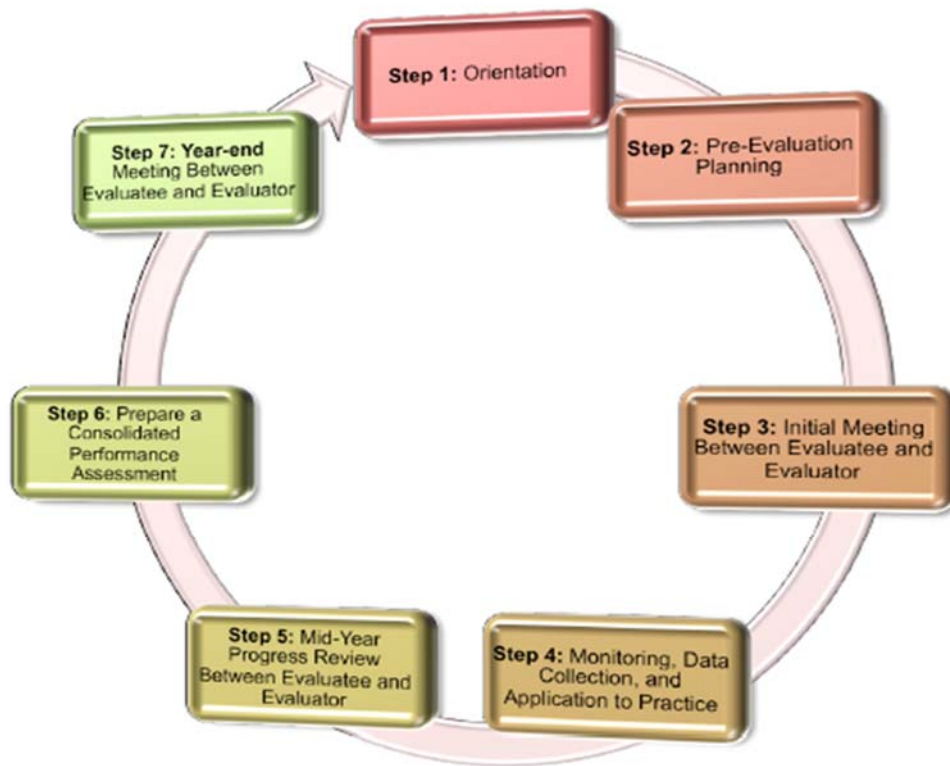 Step 1: Orientation
Step 2: Pre-Evaluation
Planning
Step 3: Initial Meeting
Between Evaluatee and
Evaluator
Step 4: Monitoring, Data
Collection, and
Application to Practice
Step 5: Mid-Year
Progress Review
Between Evaluatee and
Evaluator
Step 6: Prepare a
Consolidated
Performance
Assessment
Step 7: Year-end
Meeting Between
Evaluatee and Evaluator